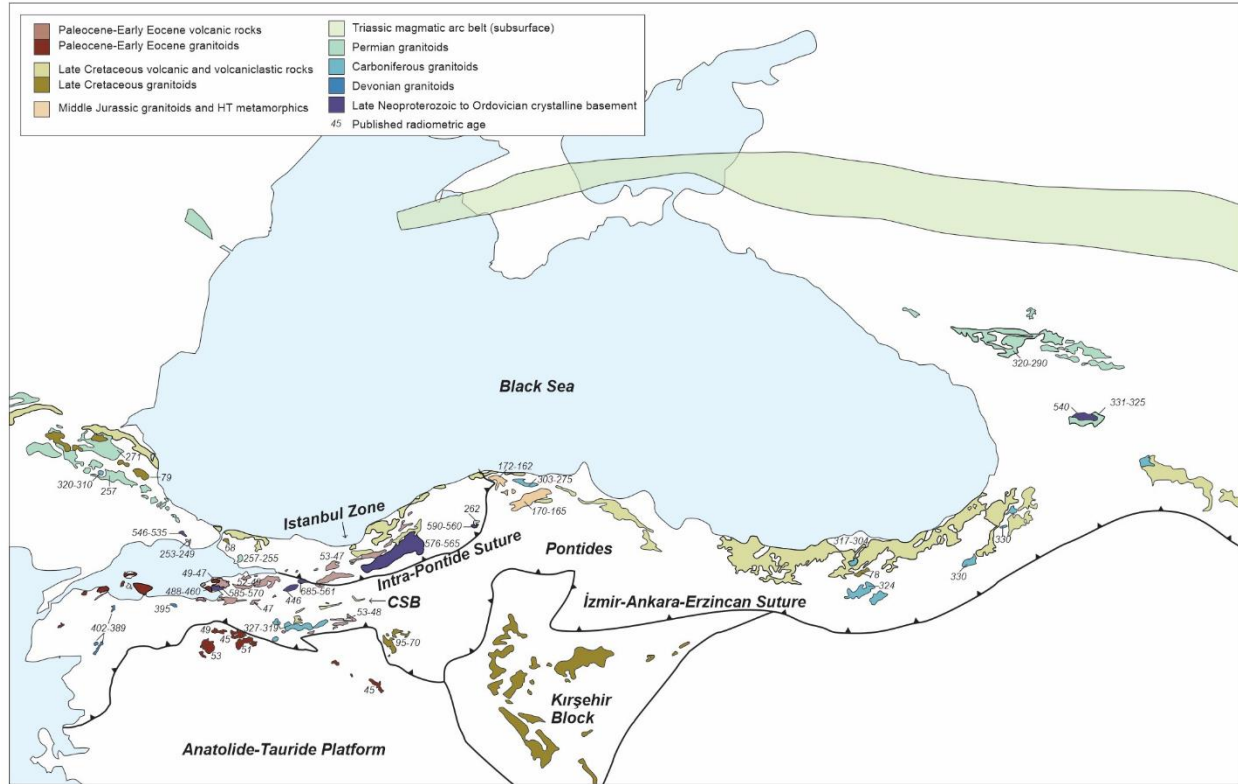 Paleocene-Early Eocene volcanic rocks
Paleocene-Early Eocene granitoids
Late Cretaceous volcanic and volcaniclastic rocks
Late Cretaceous granitoids
Middle Jurassic granitoids and HT metamorphics
Triassic magmatic arc belt (subsurface)
Permian granitoids
Carboniferous granitoids
Devonian granitoids
Late Neoproterozoic to Ordovician crystalline basement
45 Published radiometric age
320-290
Black Sea
540
331-325
271
79
320-310
257
172-162
303-275
170-165
Istanbul Zone
262
590-560
576-565
546-535
253-249
68
257-255
53-47
Intra-Pontide Suture
Pontides
317-304
330
330
78
324
49-47
488-460
585-570
685-561
446
47
395
CSB
53-48
İzmir-Ankara-Erzincan Suture
402-389
327-319
49
45
51
53
95-70
45
Kırşehir
Block
Anatolide-Tauride Platform